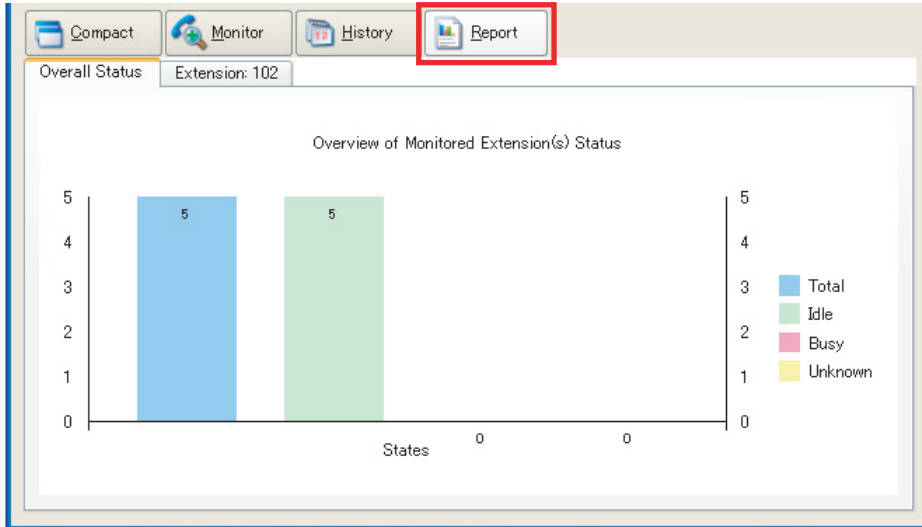 Compact Monitor History Report
Overall Status Extension: 102
Overview of Monitored Extension(s) Status
5 5 5 5
4 4
3 3 Total
Idle
2 2 Busy
1 1 Unknown
0 0
States 0 0